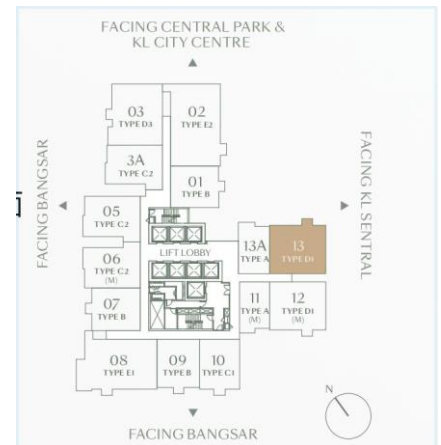 FACING CENTRAL PARK &
KL CITY CENTRE
03
TYPE D3
02
TYPE E2
3A
TYPE C2
01
TYPE B
FACING BANGSAR
FACING KL SENTRAL
05
TYPE C2
LIFT LOBBY
13A
TYPE A
13
TYPE D1
06
TYPE C2
(M)
07
TYPE B
11
TYPE A
(M)
12
TYPE D1
(M)
08
TYPE E1
09
TYPE B
10
TYPE C1
N
FACING BANGSAR